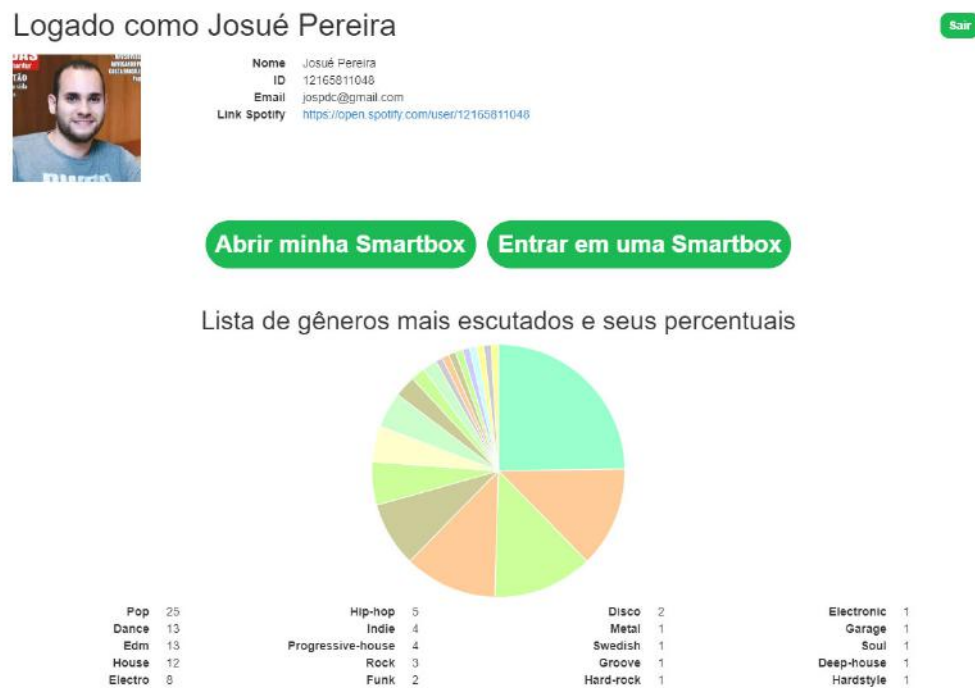 Logado como Josué Pereira
Sair
Nome Josué Pereira
ID 12165811048
Email jospdc@gmail.com
Link Spotify https://open.spotify.com/user/12165811048
Abrir minha Smartbox
Entrar em uma Smartbox
Lista de gêneros mais escutados e seus percentuais
Pop 25
Dance 13
Edm 13
House 12
Electro 8
Hip-hop 5
Indie 4
Progressive-house 4
Rock 3
Funk 2
Disco 2
Metal 1
Swedish 1
Groove 1
Hard-rock 1
Electronic 1
Garage 1
Soul 1
Deep-house 1
Hardstyle 1